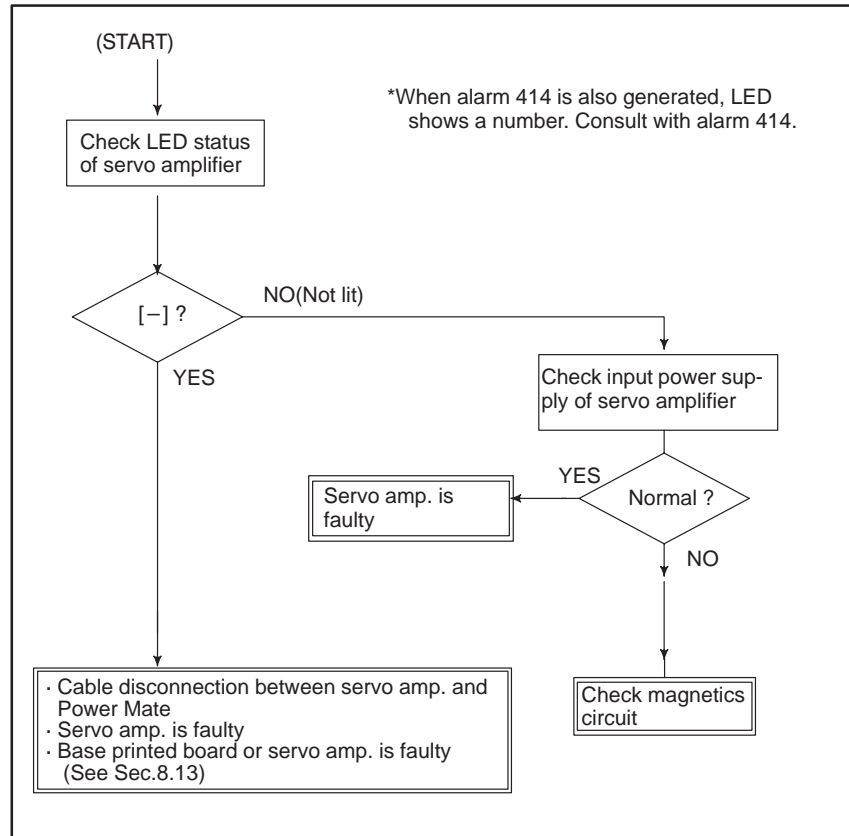 (START)
*When alarm 414 is also generated, LED
shows a number. Consult with alarm 414.
Check LED status
of servo amplifier
[−] ?
NO(Not lit)
YES
Check input power sup-
ply of servo amplifier
YES
Normal ?
Servo amp. is
faulty
NO
· Cable disconnection between servo amp. and
Power Mate
· Servo amp. is faulty
· Base printed board or servo amp. is faulty
(See Sec.8.13)
Check magnetics
circuit